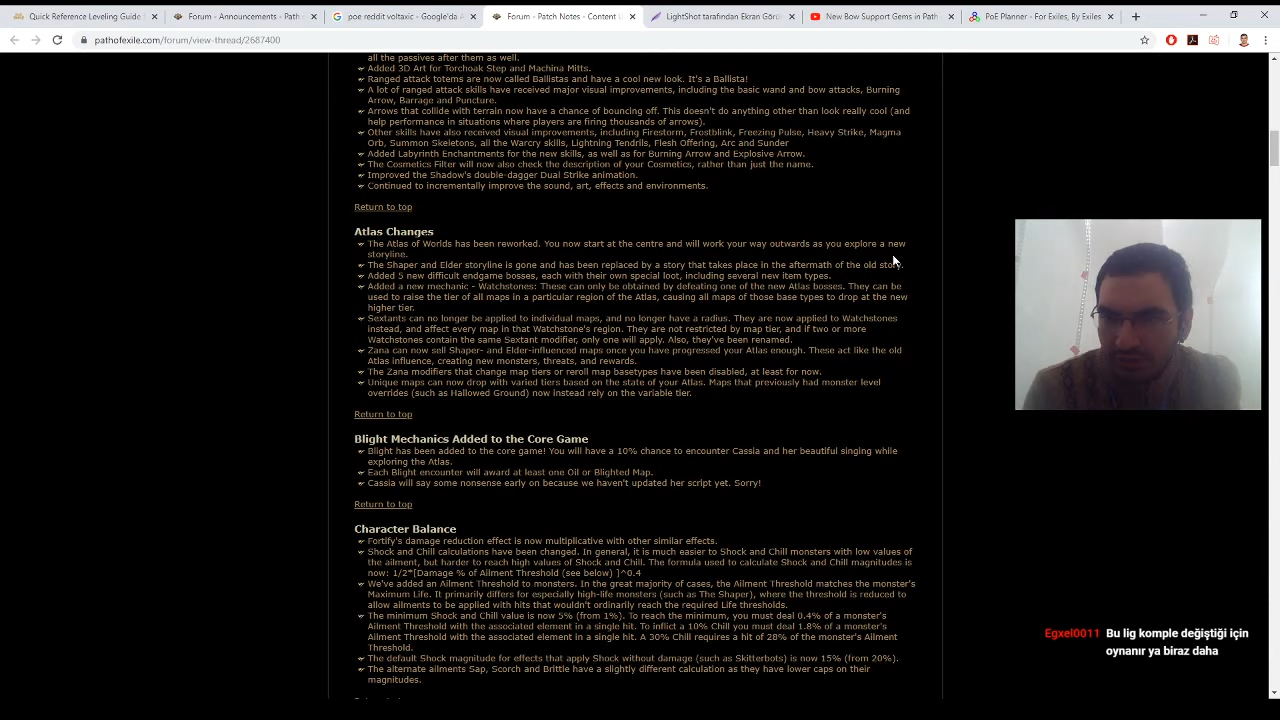 Quick Reference Leveling Guide
Forum - Announcements - Path
poe reddit voltaxic - Google'da A
Forum - Patch Notes - Content U
LightShot tarafından Ekran Görü
New Bow Support Gems in Path
PoE Planner - For Exiles, By Exiles
pathofexile.com/forum/view-thread/2687400
all the passives after them as well.
Added 3D Art for Torchoak Step and Machina Mitts.
Ranged attack totems are now called Ballistas and have a cool new look. It's a Ballista!
A lot of ranged attack skills have received major visual improvements, including the basic wand and bow attacks, Burning
Arrow, Barrage and Puncture.
Arrows that collide with terrain now have a chance of bouncing off. This doesn't do anything other than look really cool (and
help performance in situations where players are firing thousands of arrows).
Other skills have also received visual improvements, including Firestorm, Frostblink, Freezing Pulse, Heavy Strike, Magma
Orb, Summon Skeletons, all the Warcry skills, Lightning Tendrils, Flesh Offering, Arc and Sunder
Added Labyrinth Enchantments for the new skills, as well as for Burning Arrow and Explosive Arrow.
The Cosmetics Filter will now also check the description of your Cosmetics, rather than just the name.
Improved the Shadow's double-dagger Dual Strike animation.
Continued to incrementally improve the sound, art, effects and environments.
Return to top
Atlas Changes
The Atlas of Worlds has been reworked. You now start at the centre and will work your way outwards as you explore a new
storyline.
The Shaper and Elder storyline is gone and has been replaced by a story that takes place in the aftermath of the old story.
Added 5 new difficult endgame bosses, each with their own special loot, including several new item types.
Added a new mechanic - Watchstones: These can only be obtained by defeating one of the new Atlas bosses. They can be
used to raise the tier of all maps in a particular region of the Atlas, causing all maps of those base types to drop at the new
higher tier.
Sextants can no longer be applied to individual maps, and no longer have a radius. They are now applied to Watchstones
instead, and affect every map in that Watchstone's region. They are not restricted by map tier, and if two or more
Watchstones contain the same Sextant modifier, only one will apply. Also, they've been renamed.
Zana can now sell Shaper- and Elder-influenced maps once you have progressed your Atlas enough. These act like the old
Atlas influence, creating new monsters, threats, and rewards.
The Zana modifiers that change map tiers or reroll map basetypes have been disabled, at least for now.
Unique maps can now drop with varied tiers based on the state of your Atlas. Maps that previously had monster level
overrides (such as Hallowed Ground) now instead rely on the variable tier.
Return to top
Blight Mechanics Added to the Core Game
Blight has been added to the core game! You will have a 10% chance to encounter Cassia and her beautiful singing while
exploring the Atlas.
Each Blight encounter will award at least one Oil or Blighted Map.
Cassia will say some nonsense early on because we haven't updated her script yet. Sorry!
Return to top
Character Balance
Fortify's damage reduction effect is now multiplicative with other similar effects.
Shock and Chill calculations have been changed. In general, it is much easier to Shock and Chill monsters with low values of
the ailment, but harder to reach high values of Shock and Chill. The formula used to calculate Shock and Chill magnitudes is
now: 1/2*[Damage % of Ailment Threshold (see below) ]^0.4
We've added an Ailment Threshold to monsters. In the great majority of cases, the Ailment Threshold matches the monster's
Maximum Life. It primarily differs for especially high-life monsters (such as The Shaper), where the threshold is reduced to
allow ailments to be applied with hits that wouldn't ordinarily reach the required Life thresholds.
The minimum Shock and Chill value is now 5% (from 1%). To reach the minimum, you must deal 0.4% of a monster's
Ailment Threshold with the associated element in a single hit. To inflict a 10% Chill you must deal 1.8% of a monster's
Ailment Threshold with the associated element in a single hit. A 30% Chill requires a hit of 28% of the monster's Ailment
Threshold.
The default Shock magnitude for effects that apply Shock without damage (such as Skitterbots) is now 15% (from 20%).
The alternate ailments Sap, Scorch and Brittle have a slightly different calculation as they have lower caps on their
magnitudes.
Egxel0011 Bu lig komple değiştiği için
oynanır ya biraz daha